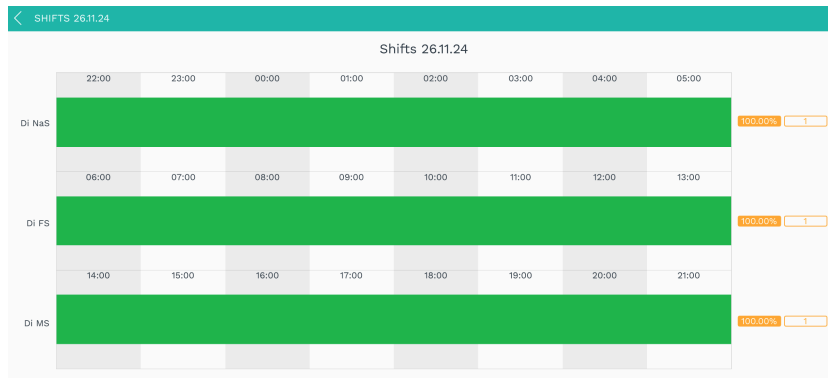 SHIFTS 26.11.24
Shifts 26.11.24
22:00 23:00 00:00 01:00 02:00 03:00 04:00 05:00
Di NaS 100.00% 1
06:00 07:00 08:00 09:00 10:00 11:00 12:00 13:00
Di FS 100.00% 1
14:00 15:00 16:00 17:00 18:00 19:00 20:00 21:00
Di MS 100.00% 1